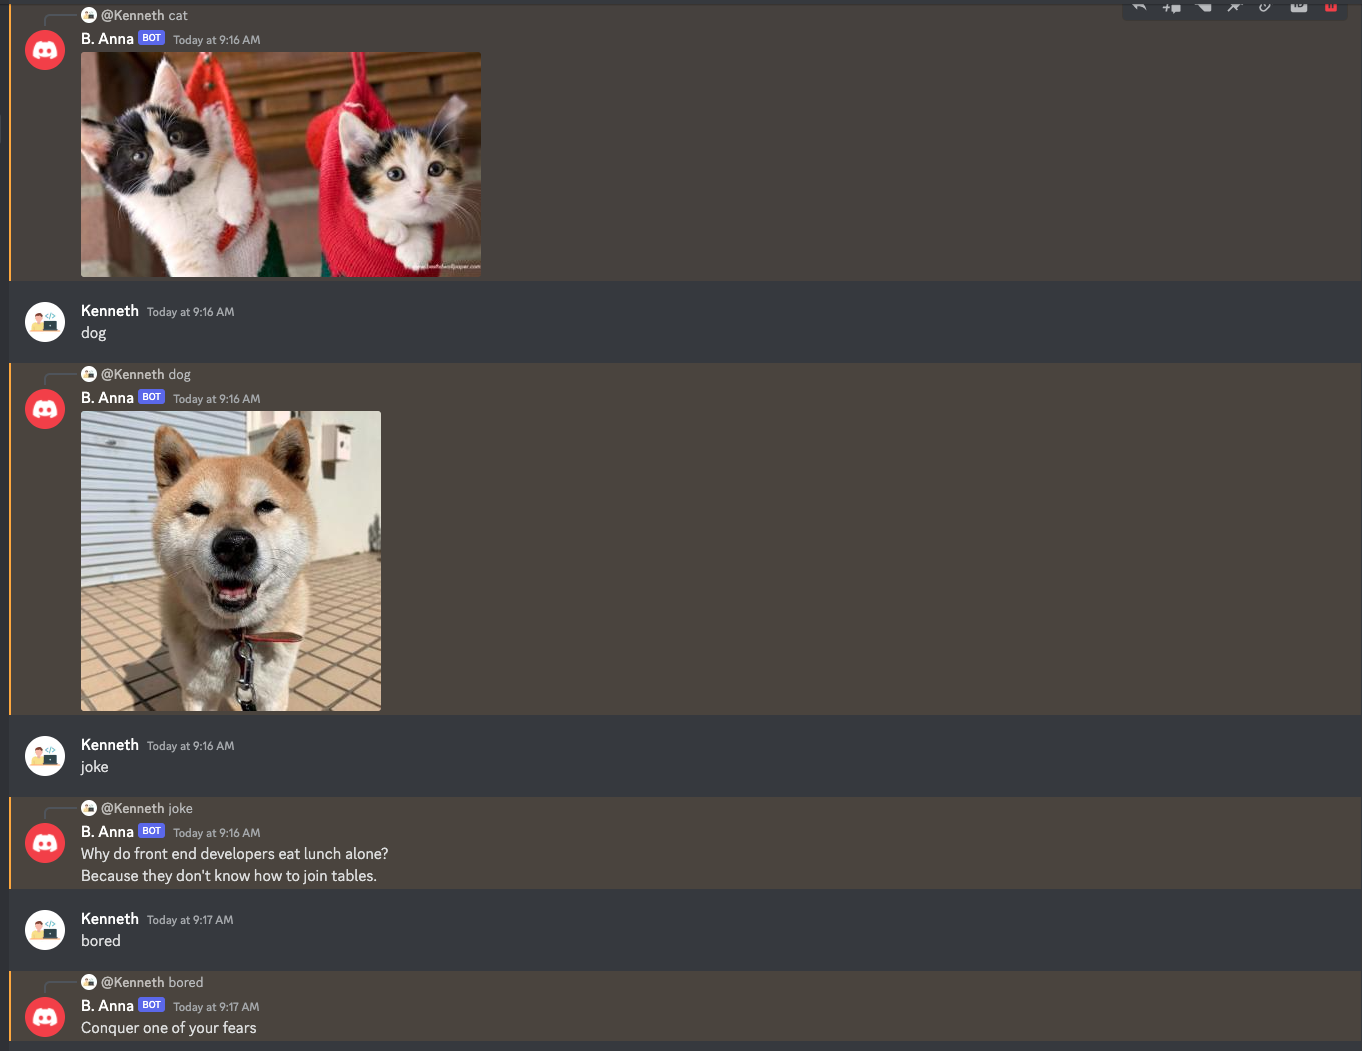 @Kenneth cat
B. Anna BOT Today at 9:16 AM
Kenneth Today at 9:16 AM
dog
@Kenneth dog
B. Anna BOT Today at 9:16 AM
Kenneth Today at 9:16 AM
joke
@Kenneth joke
B. Anna BOT Today at 9:16 AM
Why do front end developers eat lunch alone?
Because they don't know how to join tables.
Kenneth Today at 9:17 AM
bored
@Kenneth bored
B. Anna BOT Today at 9:17 AM
Conquer one of your fears